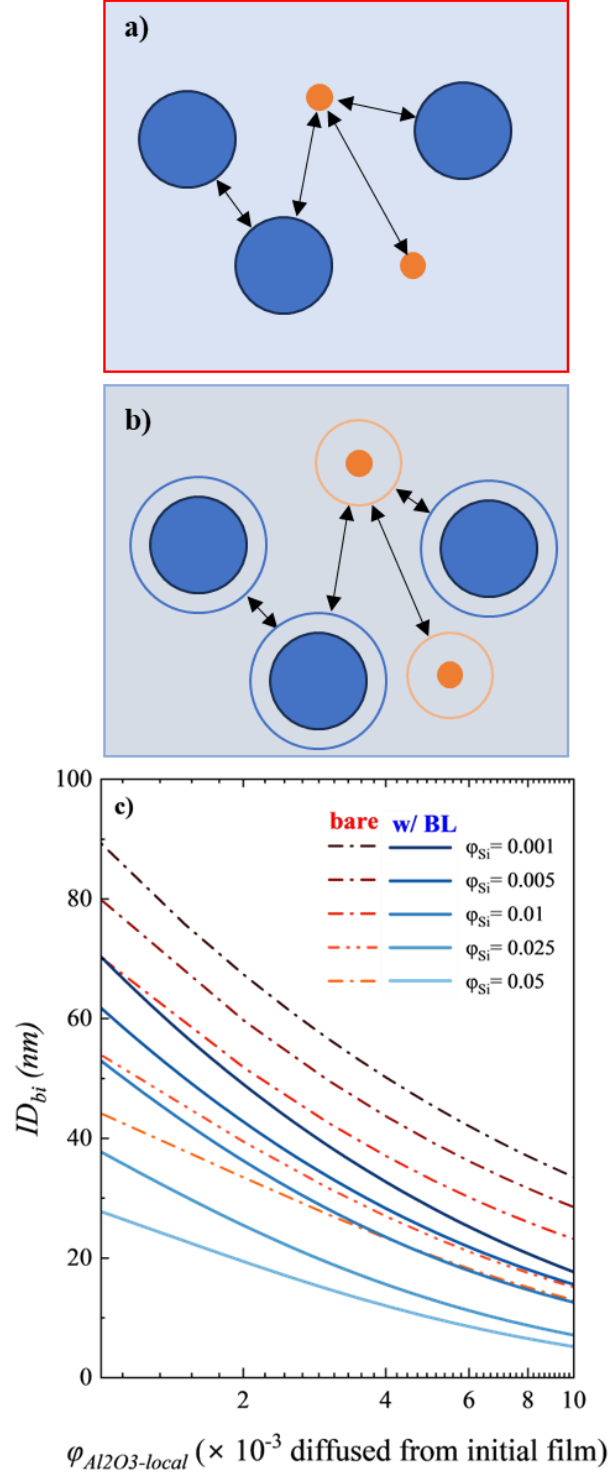 a)
b)
c)
bare w/ BL
φSi= 0.001
φSi= 0.005
φSi= 0.01
φSi= 0.025
φSi= 0.05
100
80
60
40
20
0
2 4 6 8 10
IDbi (nm)
φAl2O3-local (× 10-3 diffused from initial film)